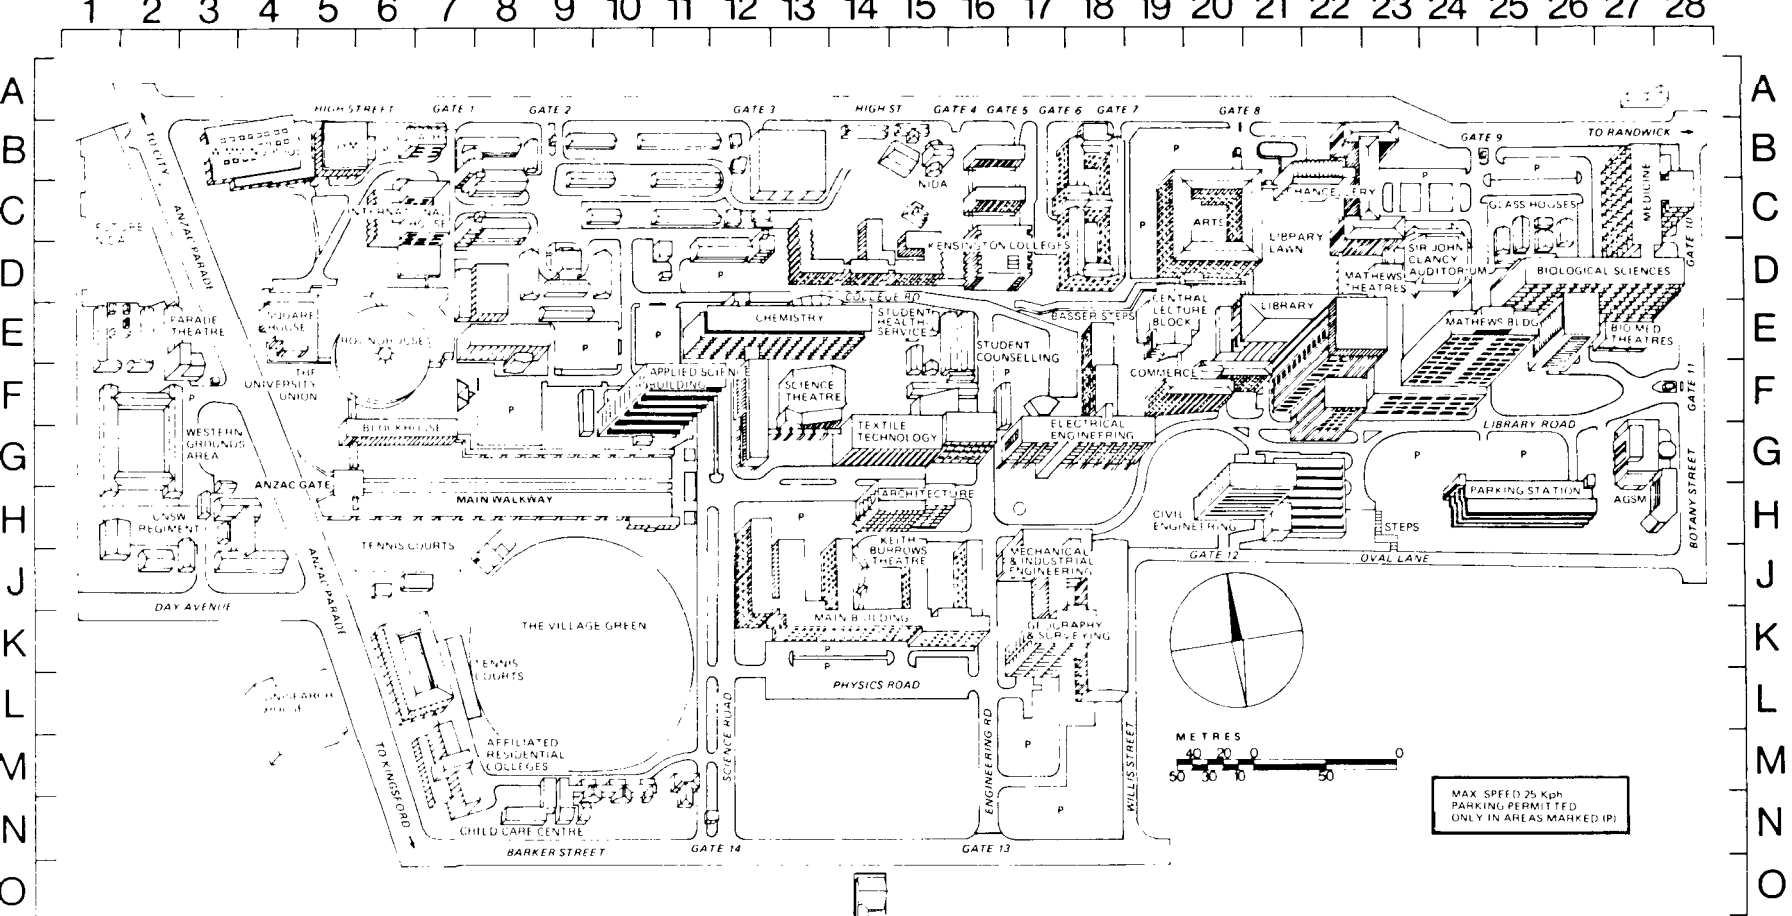 1 2 3 4 5 6 7 8 9 10 11 12 13 14 15 16 17 18 19 20 21 22 23 24 25 26 27 28
A
A
HIGH STREET
GATE 1
GATE 2
GATE 3
HIGH ST
GATE 4
GATE 5
GATE 6
GATE 7
GATE 8
GATE 9
TO RANDWICK
B
B
TO CITY
P
NIDA
P
MEDICINE
C
C
ANZAC PARADE
FUTURE
P
ARTS
GLASS HOUSES
LIBRARY
LAWN
GATE 10
KENSINGTON COLLEGES
SIR JOHN
CLANCY
AUDITORIUM
D
D
P
MATHEWS
THEATRES
BIOLOGICAL SCIENCES
COLLEGE RD
E
E
PARADE
THEATRE
SQUARE
HOUSE
P
P
CHEMISTRY
STUDENT
HEALTH
SERVICES
BASSER STEPS
CENTRAL
LECTURE
BLOCK
LIBRARY
MATHEWS BLDG
BIO MED
THEATRES
STUDENT
COUNSELLING
P
F
F
P
THE
UNIVERSITY
UNION
P
APPLIED SCIENCE
BUILDING
SCIENCE
THEATRE
COMMERCE
GATE 11
G
G
WESTERN
GROUNDS
AREA
BLOCKHOUSE
TEXTILE
TECHNOLOGY
ELECTRICAL
ENGINEERING
LIBRARY ROAD
P
P
ANZAC GATE
H
H
UNSW
REGIMENT
MAIN WALKWAY
P
ARCHITECTURE
CIVIL
ENGINEERING
PARKING STATION
AGSM
BOTANY STREET
STEPS
TENNIS COURTS
KEITH
BURROWS
THEATRE
MECHANICAL
& INDUSTRIAL
ENGINEERING
GATE 12
OVAL LANE
J
J
DAY AVENUE
ANZAC PARADE
K
K
THE VILLAGE GREEN
MAIN BUILDING
GEOGRAPHY
& SURVEYING
P
P
TENNIS
COURTS
L
L
UNISEARCH
HOUSE
PHYSICS ROAD
SCIENCE ROAD
ENGINEERING RD
WILLIS STREET
P
METRES
40 20 0 0
50 30 10 50
M
M
AFFILIATED
RESIDENTIAL
COLLEGES
TO KINGSFORD
MAX SPEED 25 Kph
PARKING PERMITTED
ONLY IN AREAS MARKED (P)
N
N
CHILD CARE CENTRE
P
BARKER STREET
GATE 14
GATE 13
O
O